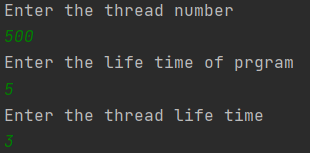 Enter the thread number
500
Enter the life time of prgram
5
Enter the thread life time
3